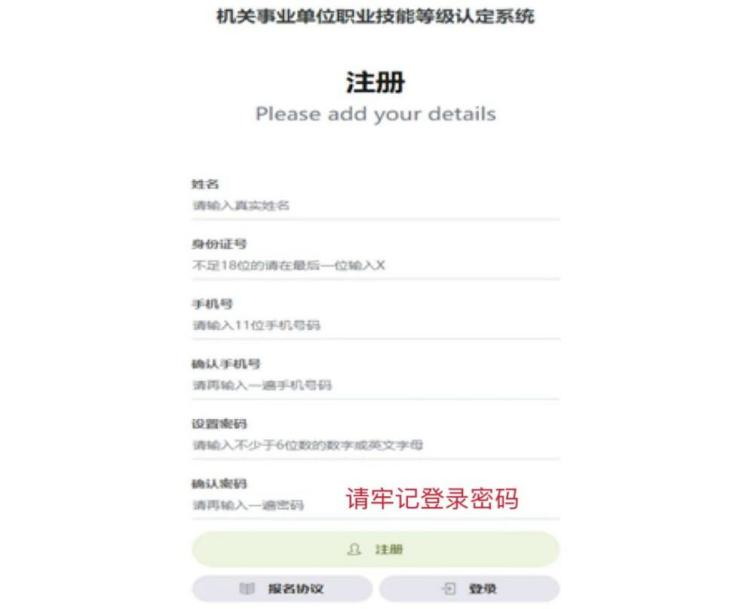 机关事业单位职业技能等级认定系统
注册
Please add your details
姓名
请输入真实姓名
身份证号
不足18位的请在最后一位输入X
手机号
请输入11位手机号码
确认手机号
请再输入一遍手机号码
设置密码
请输入不少于6位数的数字或英文字母
确认密码
请再输入一遍密码 请牢记登录密码
注册
报名协议 登录